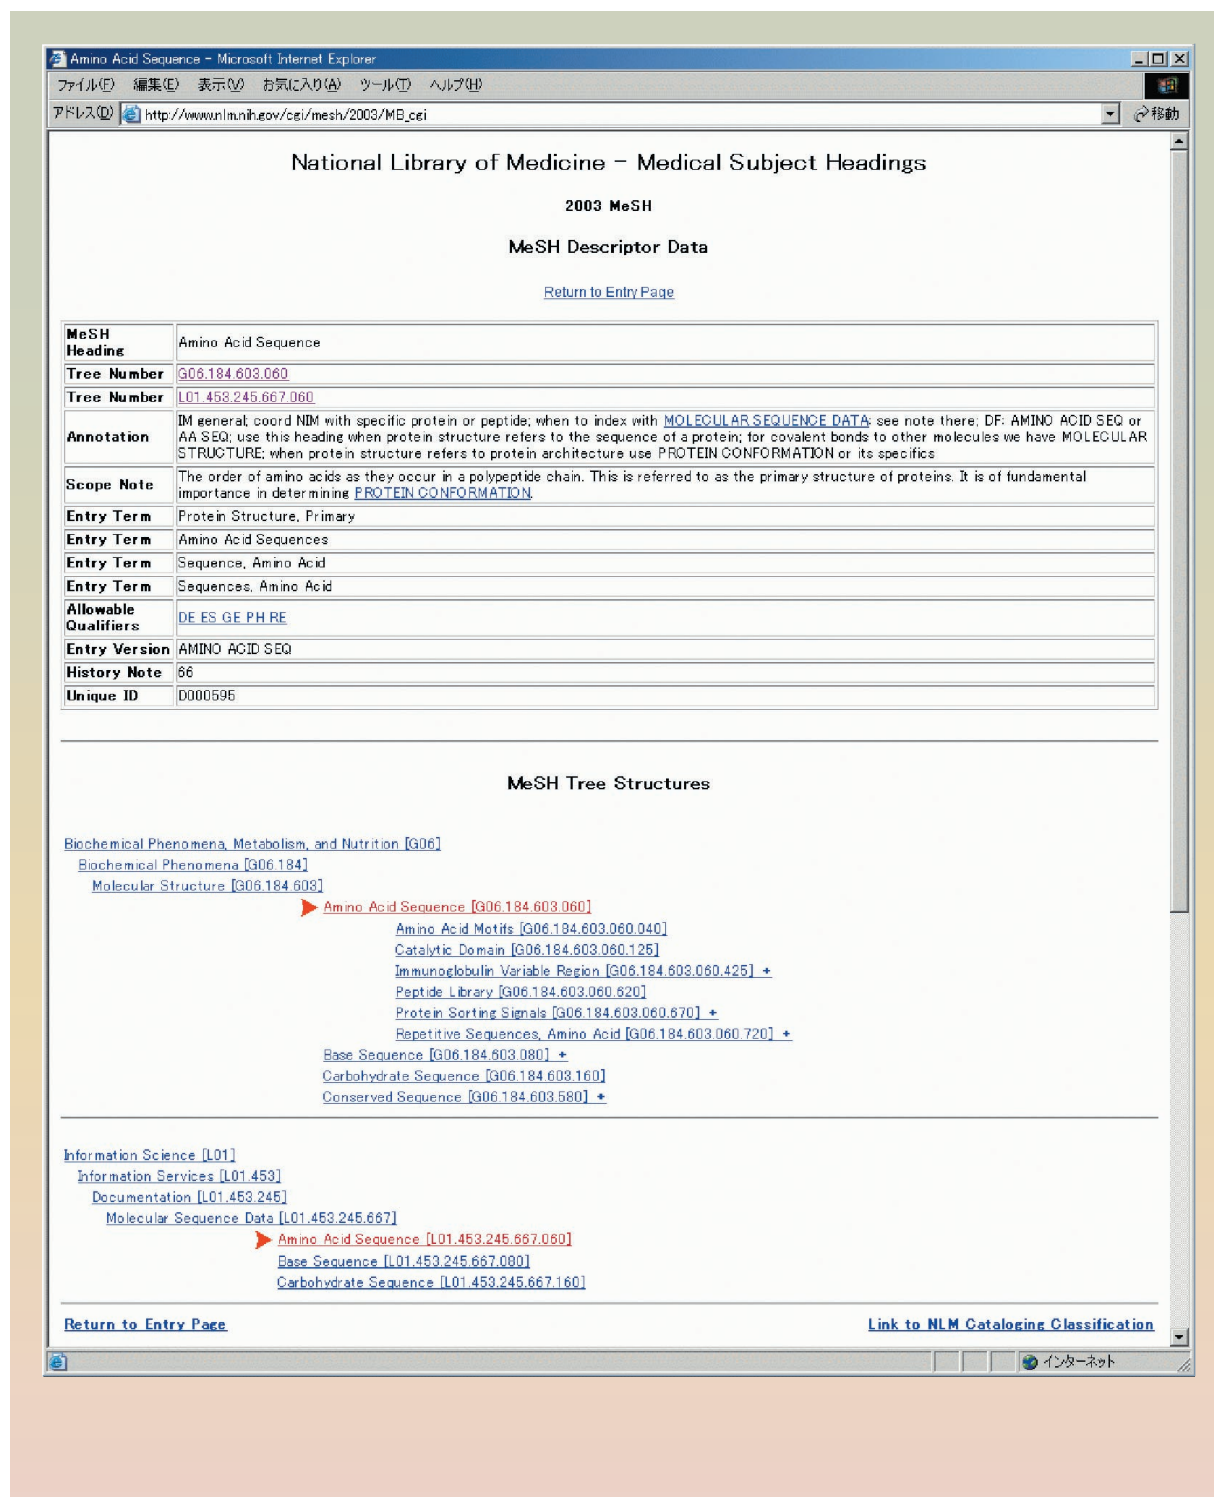 Amino Acid Sequence - Microsoft Internet Explorer
ファイル(F) 編集(E) 表示(V) お気に入り(A) ツール(T) ヘルプ(H)
アドレス(D) http://www.nlm.nih.gov/cgi/mesh/2003/MB_cgi 移動
National Library of Medicine - Medical Subject Headings
2003 MeSH
MeSH Descriptor Data
Return to Entry Page
MeSH Heading Amino Acid Sequence
Tree Number G06.184.603.060
Tree Number L01.453.245.667.060
Annotation IM general; coord NIM with specific protein or peptide; when to index with MOLECULAR SEQUENCE DATA: see note there; DF: AMINO ACID SEQ or
AA SEQ; use this heading when protein structure refers to the sequence of a protein; for covalent bonds to other molecules we have MOLECULAR
STRUCTURE; when protein structure refers to protein architecture use PROTEIN CONFORMATION or its specifics
Scope Note The order of amino acids as they occur in a polypeptide chain. This is referred to as the primary structure of proteins. It is of fundamental
importance in determining PROTEIN CONFORMATION.
Entry Term Protein Structure, Primary
Entry Term Amino Acid Sequences
Entry Term Sequence, Amino Acid
Entry Term Sequences, Amino Acid
Allowable Qualifiers DE ES GE PH RE
Entry Version AMINO ACID SEQ
History Note 66
Unique ID D000595
MeSH Tree Structures
Biochemical Phenomena, Metabolism, and Nutrition [G06]
Biochemical Phenomena [G06.184]
Molecular Structure [G06.184.603]
Amino Acid Sequence [G06.184.603.060]
Amino Acid Motifs [G06.184.603.060.040]
Catalytic Domain [G06.184.603.060.125]
Immunoglobulin Variable Region [G06.184.603.060.425] +
Peptide Library [G06.184.603.060.620]
Protein Sorting Signals [G06.184.603.060.670] +
Repetitive Sequences, Amino Acid [G06.184.603.060.720] +
Base Sequence [G06.184.603.080] +
Carbohydrate Sequence [G06.184.603.160]
Conserved Sequence [G06.184.603.580] +
Information Science [L01]
Information Services [L01.453]
Documentation [L01.453.245]
Molecular Sequence Data [L01.453.245.667]
Amino Acid Sequence [L01.453.245.667.060]
Base Sequence [L01.453.245.667.080]
Carbohydrate Sequence [L01.453.245.667.160]
Return to Entry Page Link to NLM Cataloging Classification
インターネット